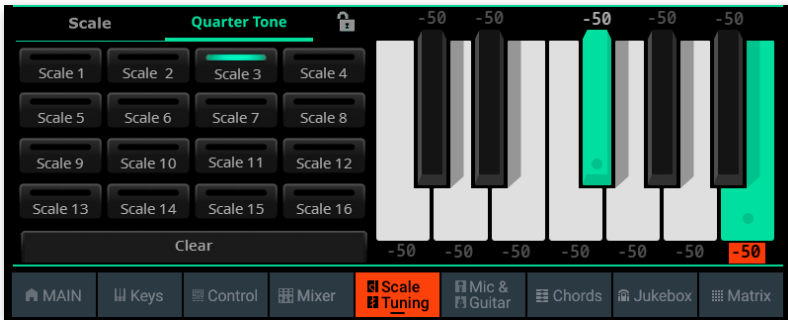 Scale Quarter Tone
-50 -50 -50 -50 -50
Scale 1 Scale 2 Scale 3 Scale 4
Scale 5 Scale 6 Scale 7 Scale 8
Scale 9 Scale 10 Scale 11 Scale 12
Scale 13 Scale 14 Scale 15 Scale 16
Clear
-50 -50 -50 -50 -50 -50 -50
MAIN Keys Control Mixer Scale Tuning Mic & Guitar Chords Jukebox Matrix